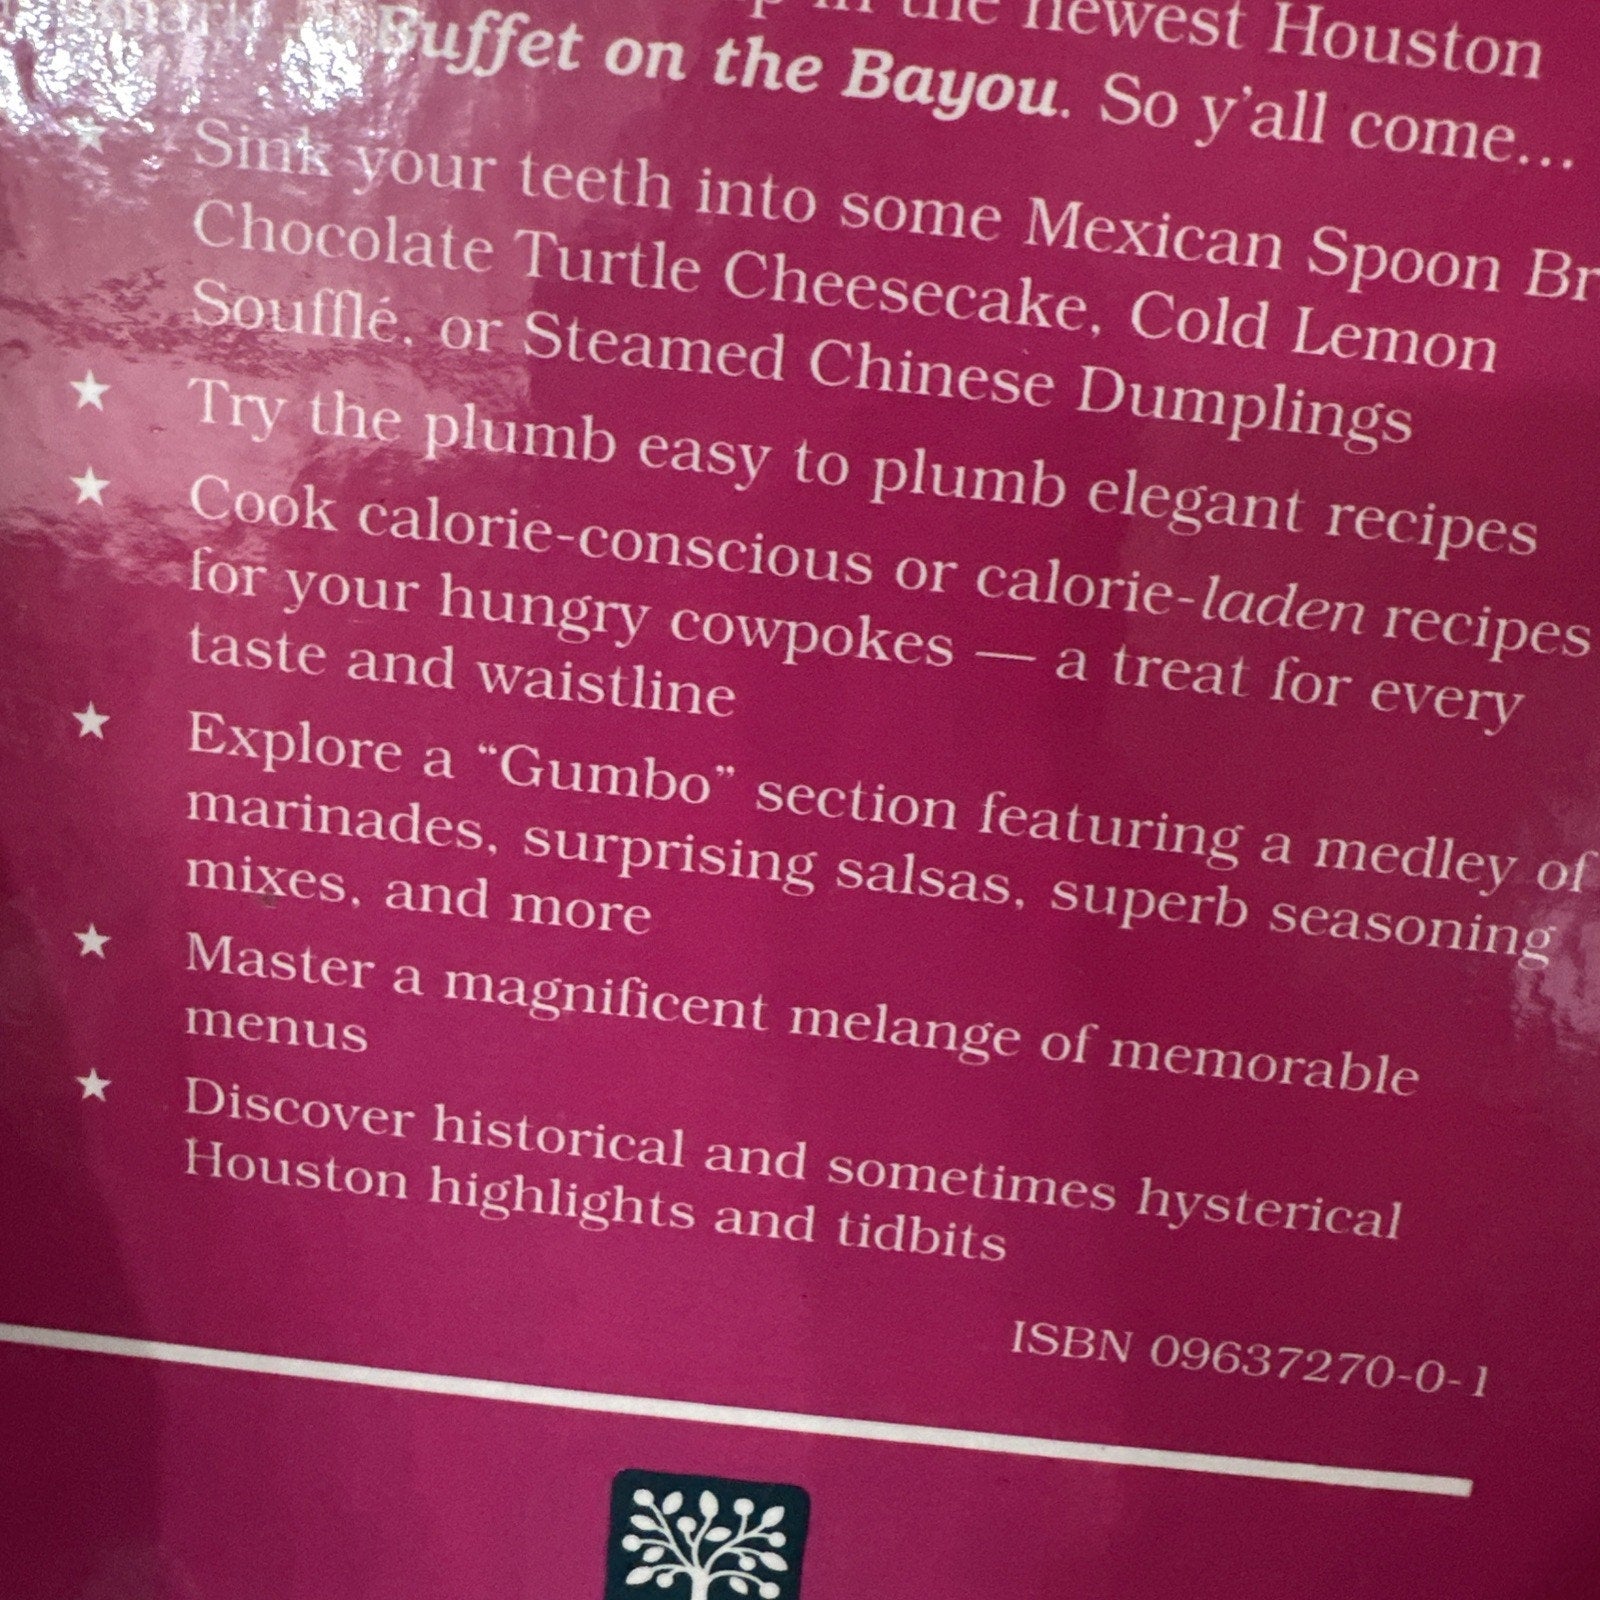 in the newest Houston
Buffet on the Bayou. So y'all come...
★ Sink your teeth into some Mexican Spoon
Chocolate Turtle Cheesecake, Cold Lemon
Soufflé, or Steamed Chinese Dumplings
★ Try the plumb easy to plumb elegant recipes
★ Cook calorie-conscious or calorie-laden recipes
for your hungry cowpokes — a treat for every
taste and waistline
★ Explore a “Gumbo” section featuring a medley of
marinades, surprising salsas, superb seasoning
mixes, and more
★ Master a magnificent melange of memorable
menus
★ Discover historical and sometimes hysterical
Houston highlights and tidbits
ISBN 09637270-0-1